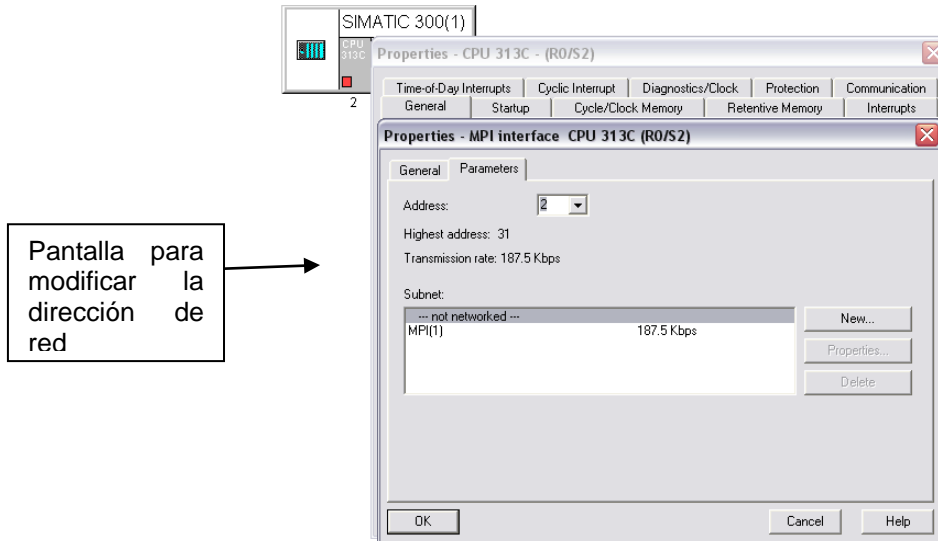 SIMATIC 300(1)
CPU
313C
2
Properties - CPU 313C - (R0/S2)
Time-of-Day Interrupts Cyclic Interrupt Diagnostics/Clock Protection Communication
General Startup Cycle/Clock Memory Retentive Memory Interrupts
Properties - MPI interface CPU 313C (R0/S2)
General Parameters
Address: 2
Highest address: 31
Transmission rate: 187.5 Kbps
Subnet:
--- not networked ---
MPI(1) 187.5 Kbps
New...
Properties...
Delete
OK Cancel Help
Pantalla para
modificar la
dirección de
red